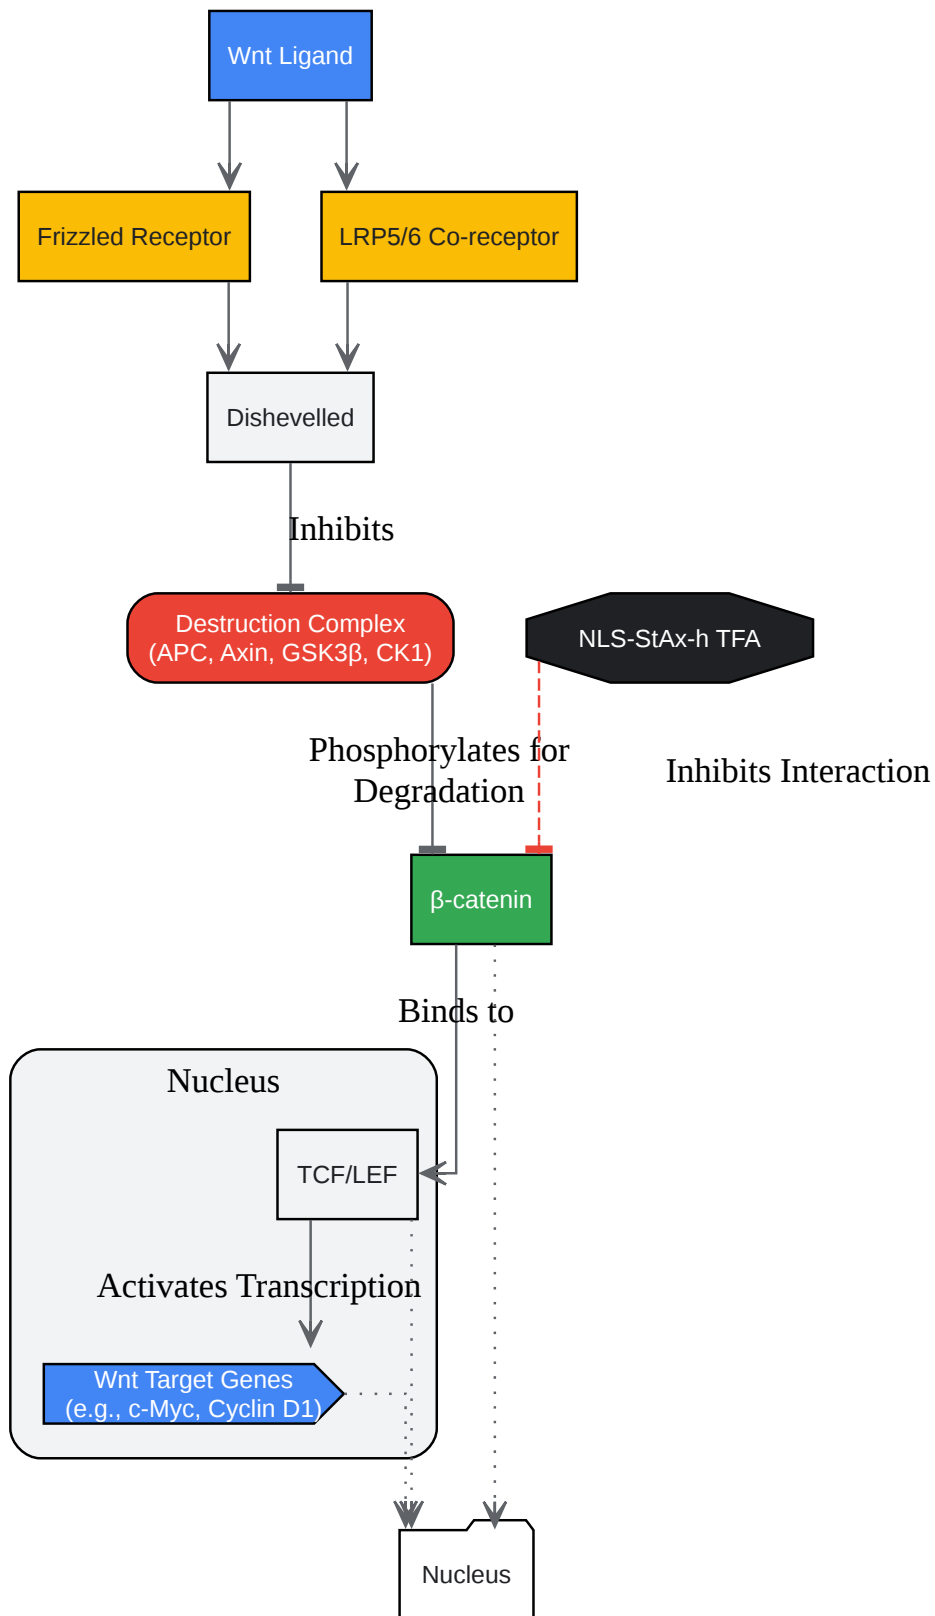 Wnt Ligand
Frizzled Receptor
LRP5/6 Co-receptor
Dishevelled
Inhibits
Destruction Complex
(APC, Axin, GSK3β, CK1)
NLS-StAx-h TFA
Phosphorylates for
Degradation
Inhibits Interaction
β-catenin
Binds to
Nucleus
TCF/LEF
Activates Transcription
Wnt Target Genes
(e.g., c-Myc, Cyclin D1)
Nucleus